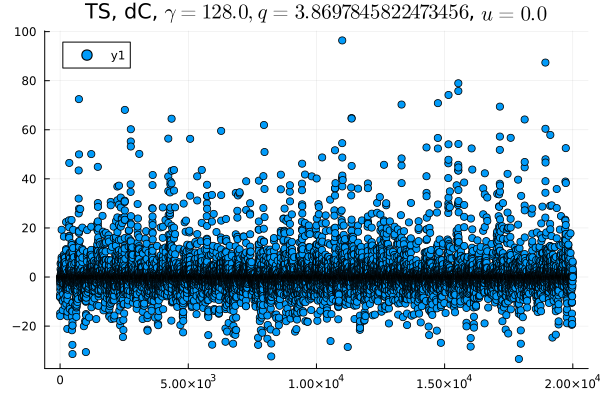 TS, dC, γ = 128.0, q = 3.8697845822473456, u = 0.0
y1
100
80
60
40
20
0
−20
0 5.00×10³ 1.00×10⁴ 1.50×10⁴ 2.00×10⁴